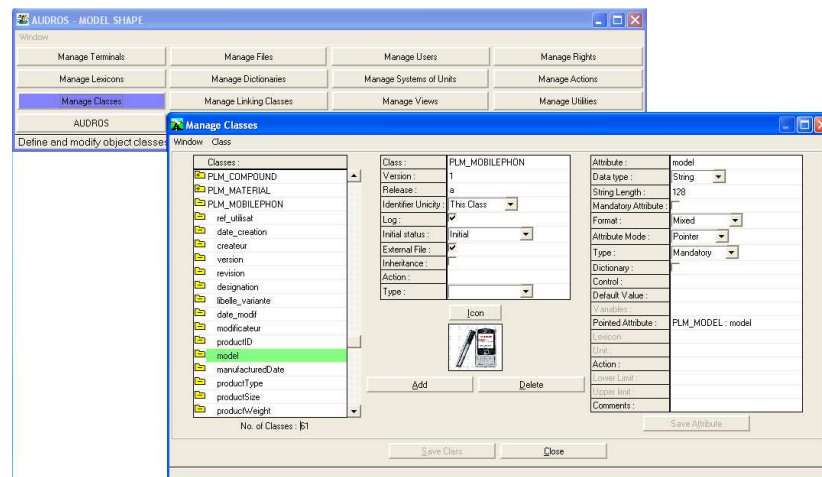 AUDROS - MODEL SHAPE
Window
Manage Terminals Manage Files Manage Users Manage Rights
Manage Lexicons Manage Dictionaries Manage Systems of Units Manage Actions
Manage Classes Manage Linking Classes Manage Views Manage Utilities
AUDROS
Define and modify object classes
Manage Classes
Window Class
Classes :
PLM_COMPOUND
PLM_MATERIAL
PLM_MOBILEPHON
ref_utilisat
date_creation
createur
version
revision
designation
libelle_variante
date_modif
modificateur
productID
model
manufacturedDate
productType
productSize
productWeight
No. of Classes : 61
Class : PLM_MOBILEPHON
Version : 1
Release : a
Identifier Unicity : This Class
Log :
Initial status : Initial
External File :
Inheritance :
Action :
Type :
Icon
Add Delete
Attribute : model
Data type : String
String Length : 128
Mandatory Attribute :
Format : Mixed
Attribute Mode : Pointer
Type : Mandatory
Dictionary :
Control :
Default Value :
Variables :
Pointed Attribute : PLM_MODEL : model
Lexicon :
Unit :
Action :
Lower Limit :
Upper limit :
Comments :
Save Attribute
Save Class Close